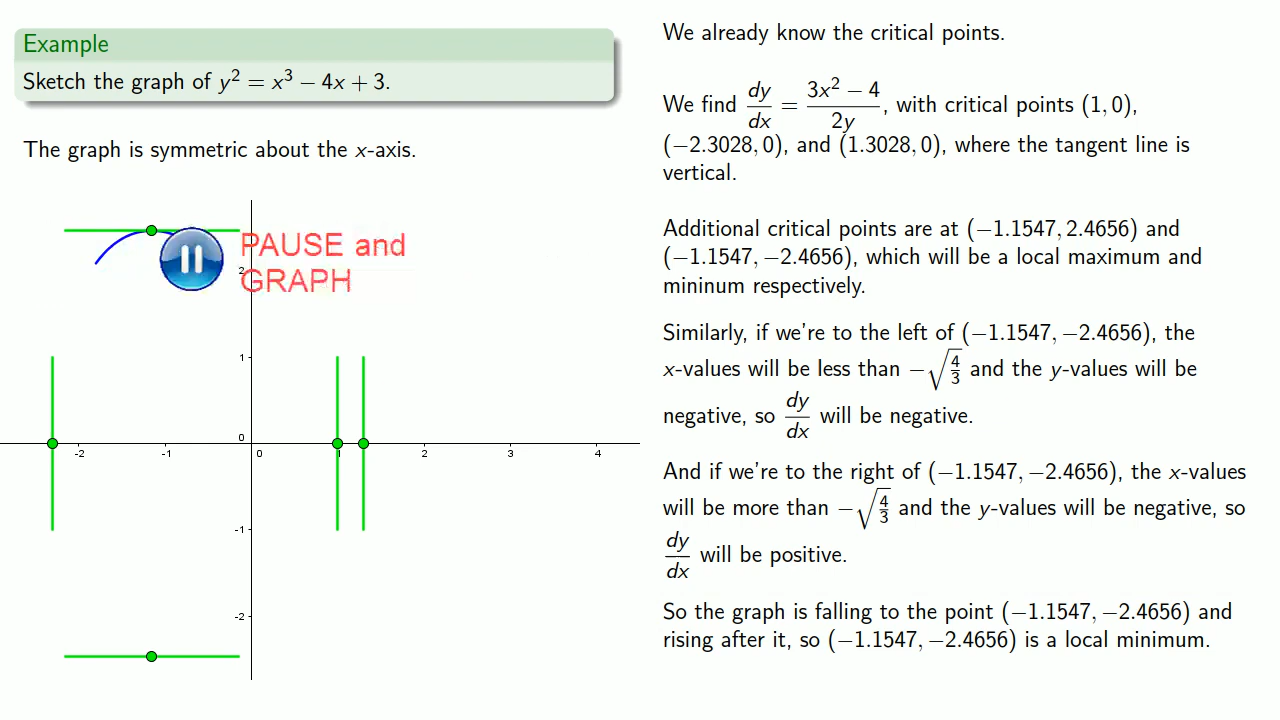 Example
Sketch the graph of y² = x³ − 4x + 3.
The graph is symmetric about the x-axis.
PAUSE and
GRAPH
2
1
0
-2
-1
0
1
2
3
4
-1
-2
We already know the critical points.
We find dy/dx = (3x² − 4)/(2y), with critical points (1, 0),
(−2.3028, 0), and (1.3028, 0), where the tangent line is
vertical.
Additional critical points are at (−1.1547, 2.4656) and
(−1.1547, −2.4656), which will be a local maximum and
mininum respectively.
Similarly, if we're to the left of (−1.1547, −2.4656), the
x-values will be less than −√(4/3) and the y-values will be
negative, so dy/dx will be negative.
And if we're to the right of (−1.1547, −2.4656), the x-values
will be more than −√(4/3) and the y-values will be negative, so
dy/dx will be positive.
So the graph is falling to the point (−1.1547, −2.4656) and
rising after it, so (−1.1547, −2.4656) is a local minimum.